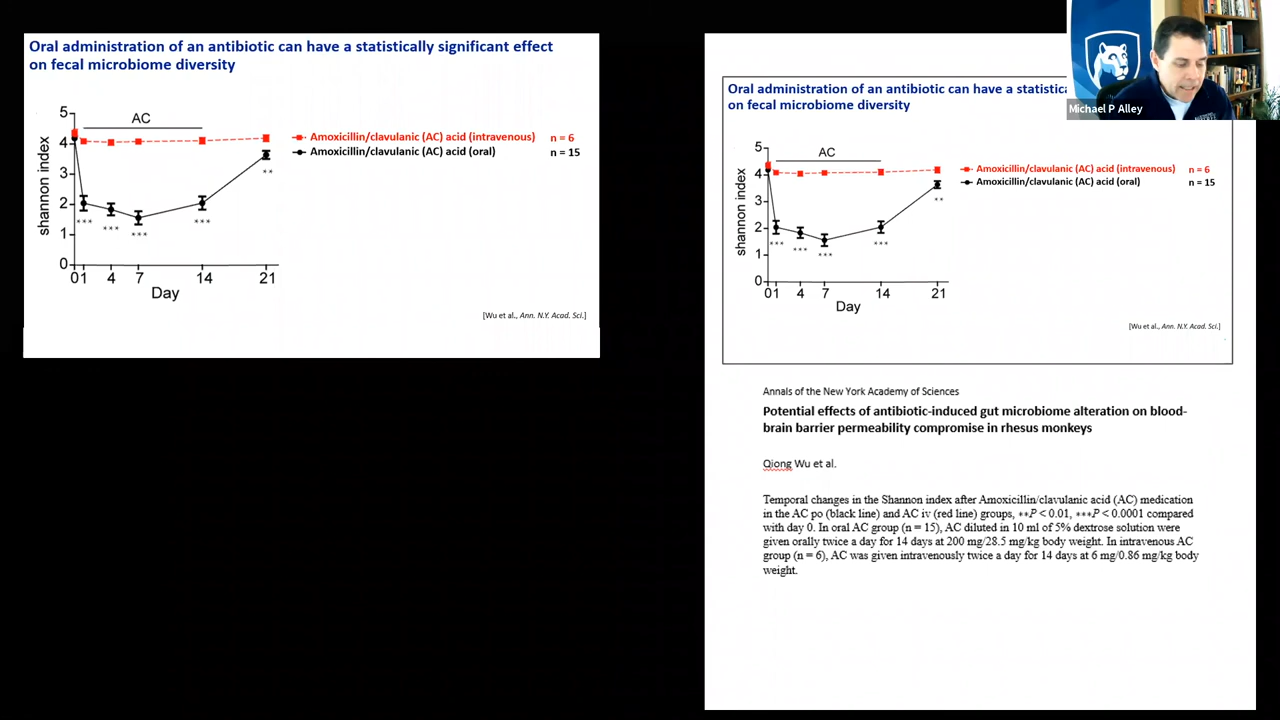 Oral administration of an antibiotic can have a statistically significant effect
on fecal microbiome diversity
5
4
3
2
1
0
shannon index
AC
***
***
***
***
**
0 1 4 7 14 21
Day
Amoxicillin/clavulanic (AC) acid (intravenous) n = 6
Amoxicillin/clavulanic (AC) acid (oral) n = 15
[Wu et al., Ann. N.Y. Acad. Sci.]
Oral administration of an antibiotic can have a statistica
on fecal microbiome diversity
5
4
3
2
1
0
shannon index
AC
***
***
***
***
**
0 1 4 7 14 21
Day
Amoxicillin/clavulanic (AC) acid (intravenous) n = 6
Amoxicillin/clavulanic (AC) acid (oral) n = 15
[Wu et al., Ann. N.Y. Acad. Sci.]
Annals of the New York Academy of Sciences
Potential effects of antibiotic-induced gut microbiome alteration on blood-
brain barrier permeability compromise in rhesus monkeys
Qiong Wu et al.
Temporal changes in the Shannon index after Amoxicillin/clavulanic acid (AC) medication
in the AC po (black line) and AC iv (red line) groups, **P < 0.01, ***P < 0.0001 compared
with day 0. In oral AC group (n = 15), AC diluted in 10 ml of 5% dextrose solution were
given orally twice a day for 14 days at 200 mg/28.5 mg/kg body weight. In intravenous AC
group (n = 6), AC was given intravenously twice a day for 14 days at 6 mg/0.86 mg/kg body
weight.
Michael P Alley